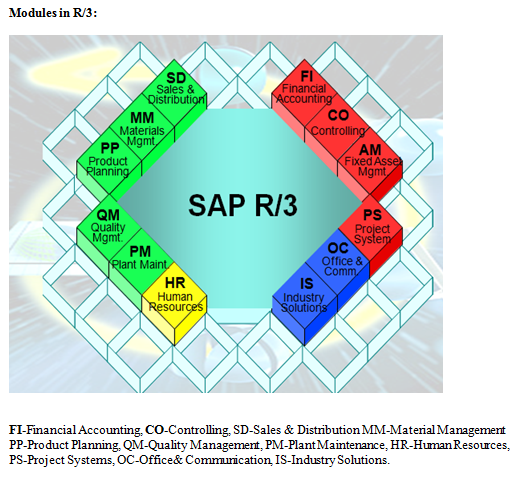 Modules in R/3:
SD
Sales &
Distribution
MM
Materials
Mgmt.
PP
Product
Planning
QM
Quality
Mgmt.
PM
Plant Maint.
HR
Human
Resources
FI
Financial
Accounting
CO
Controlling
AM
Fixed Asset
Mgmt.
PS
Project
System
OC
Office &
Comm.
IS
Industry
Solutions
SAP R/3
FI-Financial Accounting, CO-Controlling, SD-Sales & Distribution MM-Material Management
PP-Product Planning, QM-Quality Management, PM-Plant Maintenance, HR-Human Resources,
PS-Project Systems, OC-Office& Communication, IS-Industry Solutions.